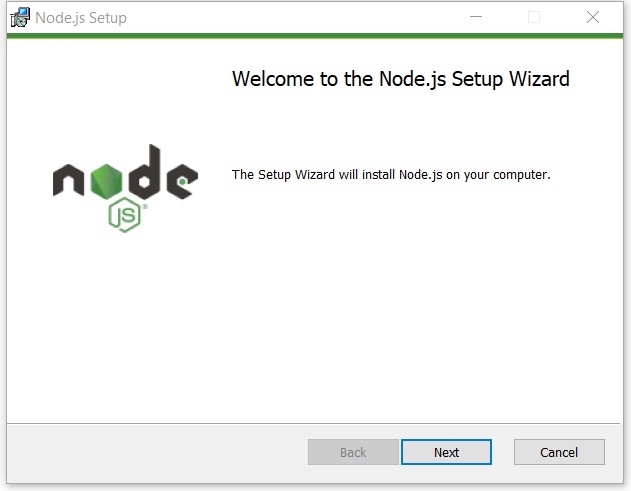 Node.js Setup
Welcome to the Node.js Setup Wizard
node
JS®
The Setup Wizard will install Node.js on your computer.
Back
Next
Cancel